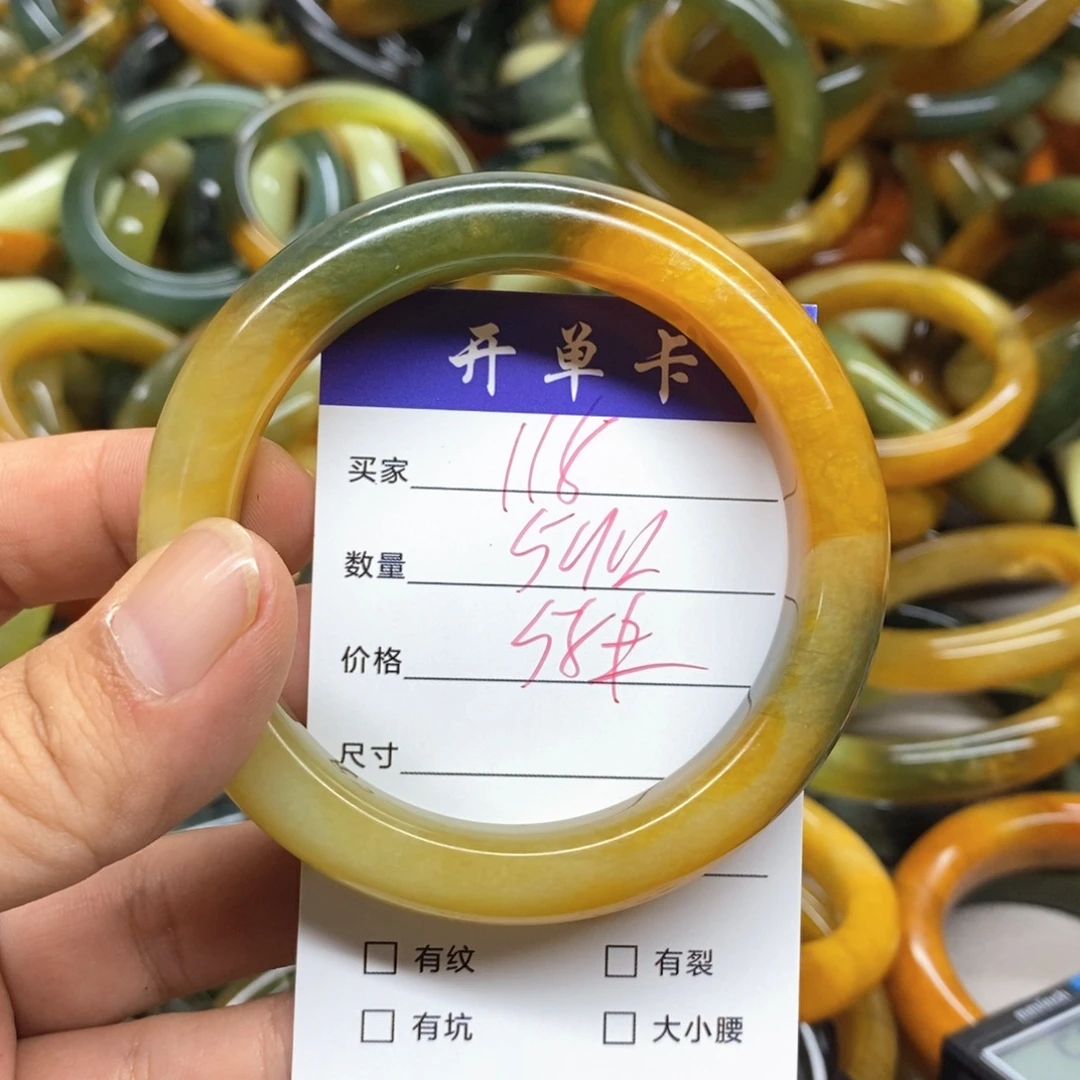 开单卡
买家 118
数量
价格 58
尺寸
有纹 有裂
有坑 大小腰